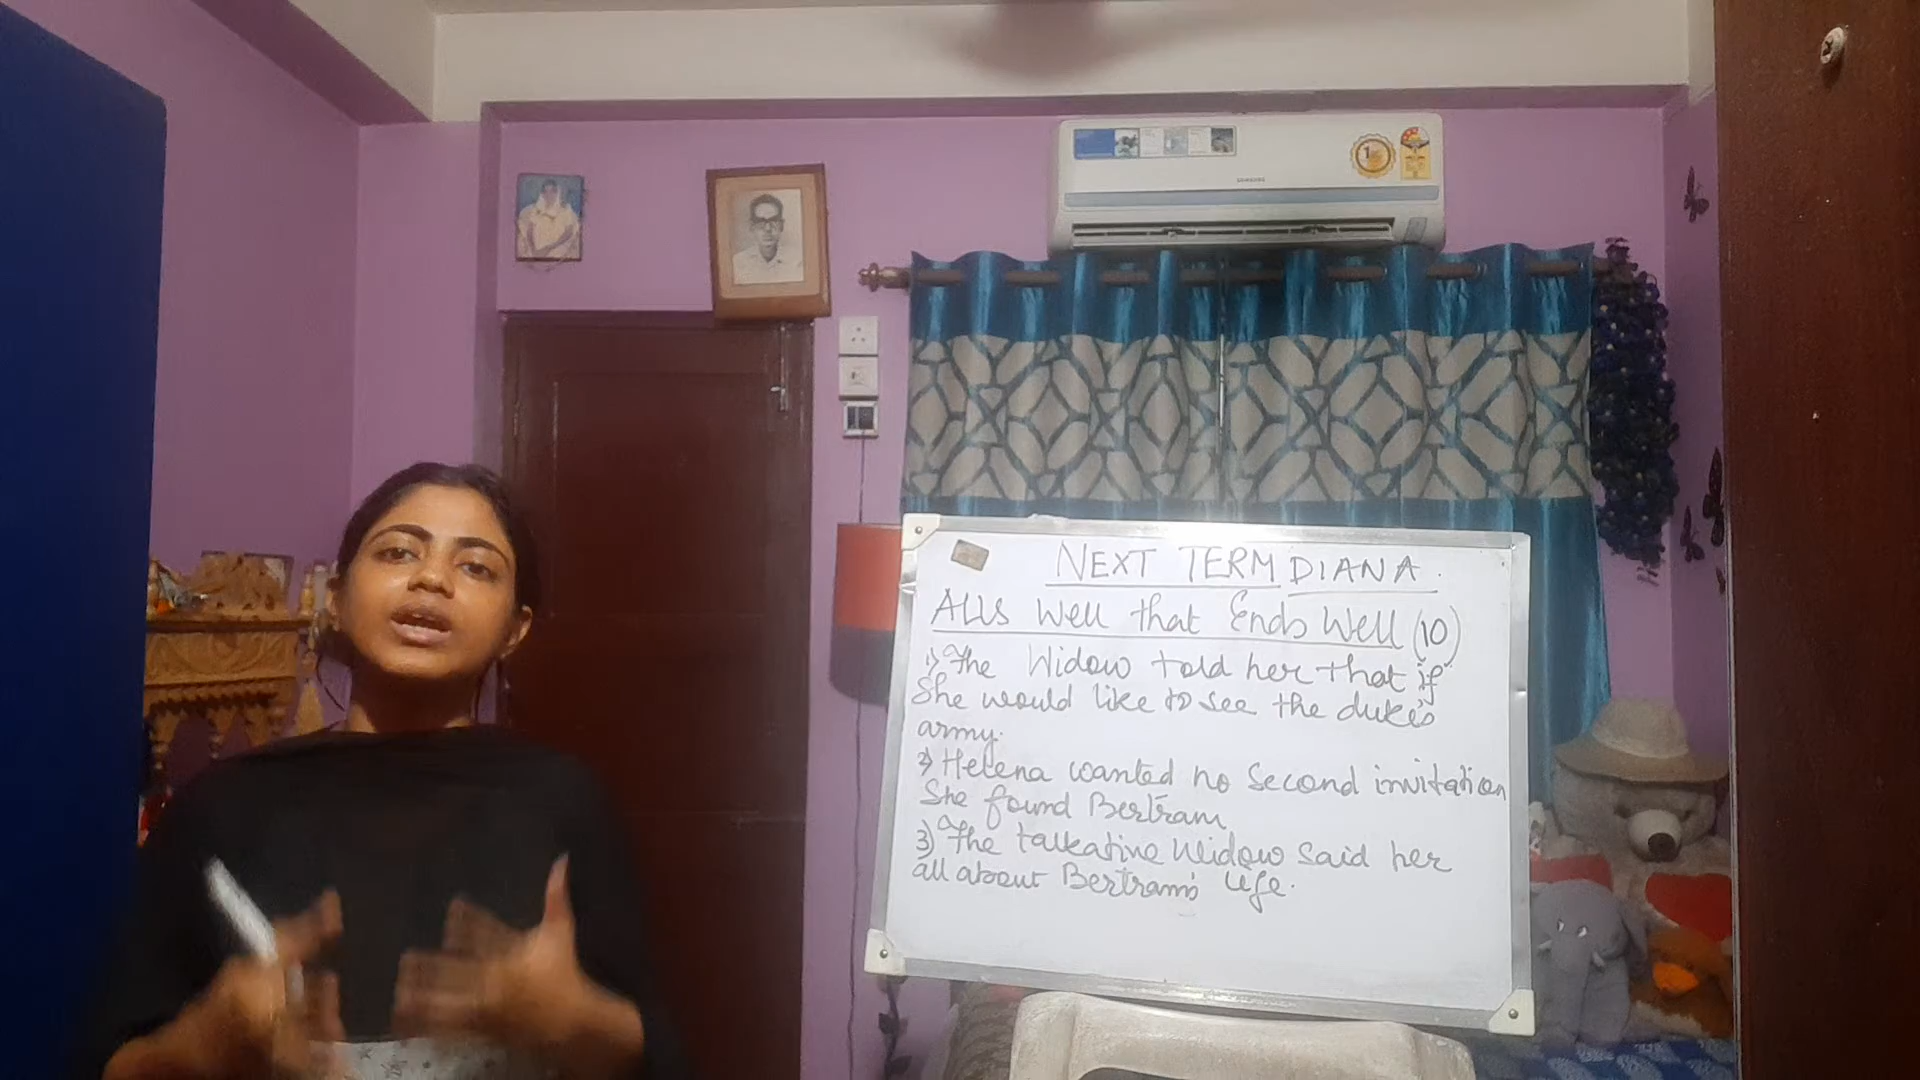 SAMSUNG
NEXT TERM DIANA.
ALLS Well that Ends Well (10)
1) The Widow told her that if
She would like to see the duke's
army.
2) Helena wanted no second invitation
She found Bertram
3) The talkative Widow said her
all about Bertram's life.